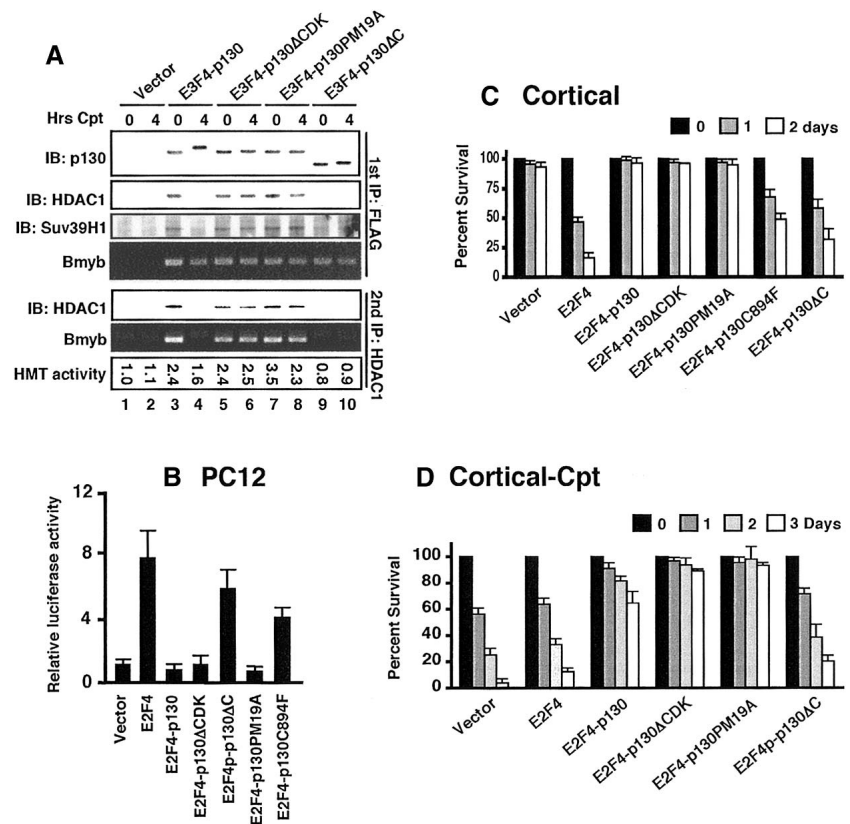 A
Vector
E3F4-p130
E3F4-p130ΔCDK
E3F4-p130PM19A
E3F4-p130ΔC
Hrs Cpt 0 4 0 4 0 4 0 4 0 4
IB: p130
IB: HDAC1
IB: Suv39H1
Bmyb
1st IP: FLAG
IB: HDAC1
Bmyb
HMT activity 1.0 1.1 2.4 1.6 2.4 2.5 3.5 2.3 0.8 0.9
2nd IP: HDAC1
1 2 3 4 5 6 7 8 9 10
B PC12
Relative luciferase activity
12
8
4
0
Vector
E2F4
E2F4-p130
E2F4-p130ΔCDK
E2F4p-p130ΔC
E2F4-p130PM19A
E2F4-p130C894F
C Cortical
0 1 2 days
Percent Survival
100
75
50
25
0
Vector
E2F4
E2F4-p130
E2F4-p130ΔCDK
E2F4-p130PM19A
E2F4-p130C894F
E2F4-p130ΔC
D Cortical-Cpt
0 1 2 3 Days
Percent Survival
100
80
60
40
20
0
Vector
E2F4
E2F4-p130
E2F4-p130ΔCDK
E2F4-p130PM19A
E2F4p-p130ΔC